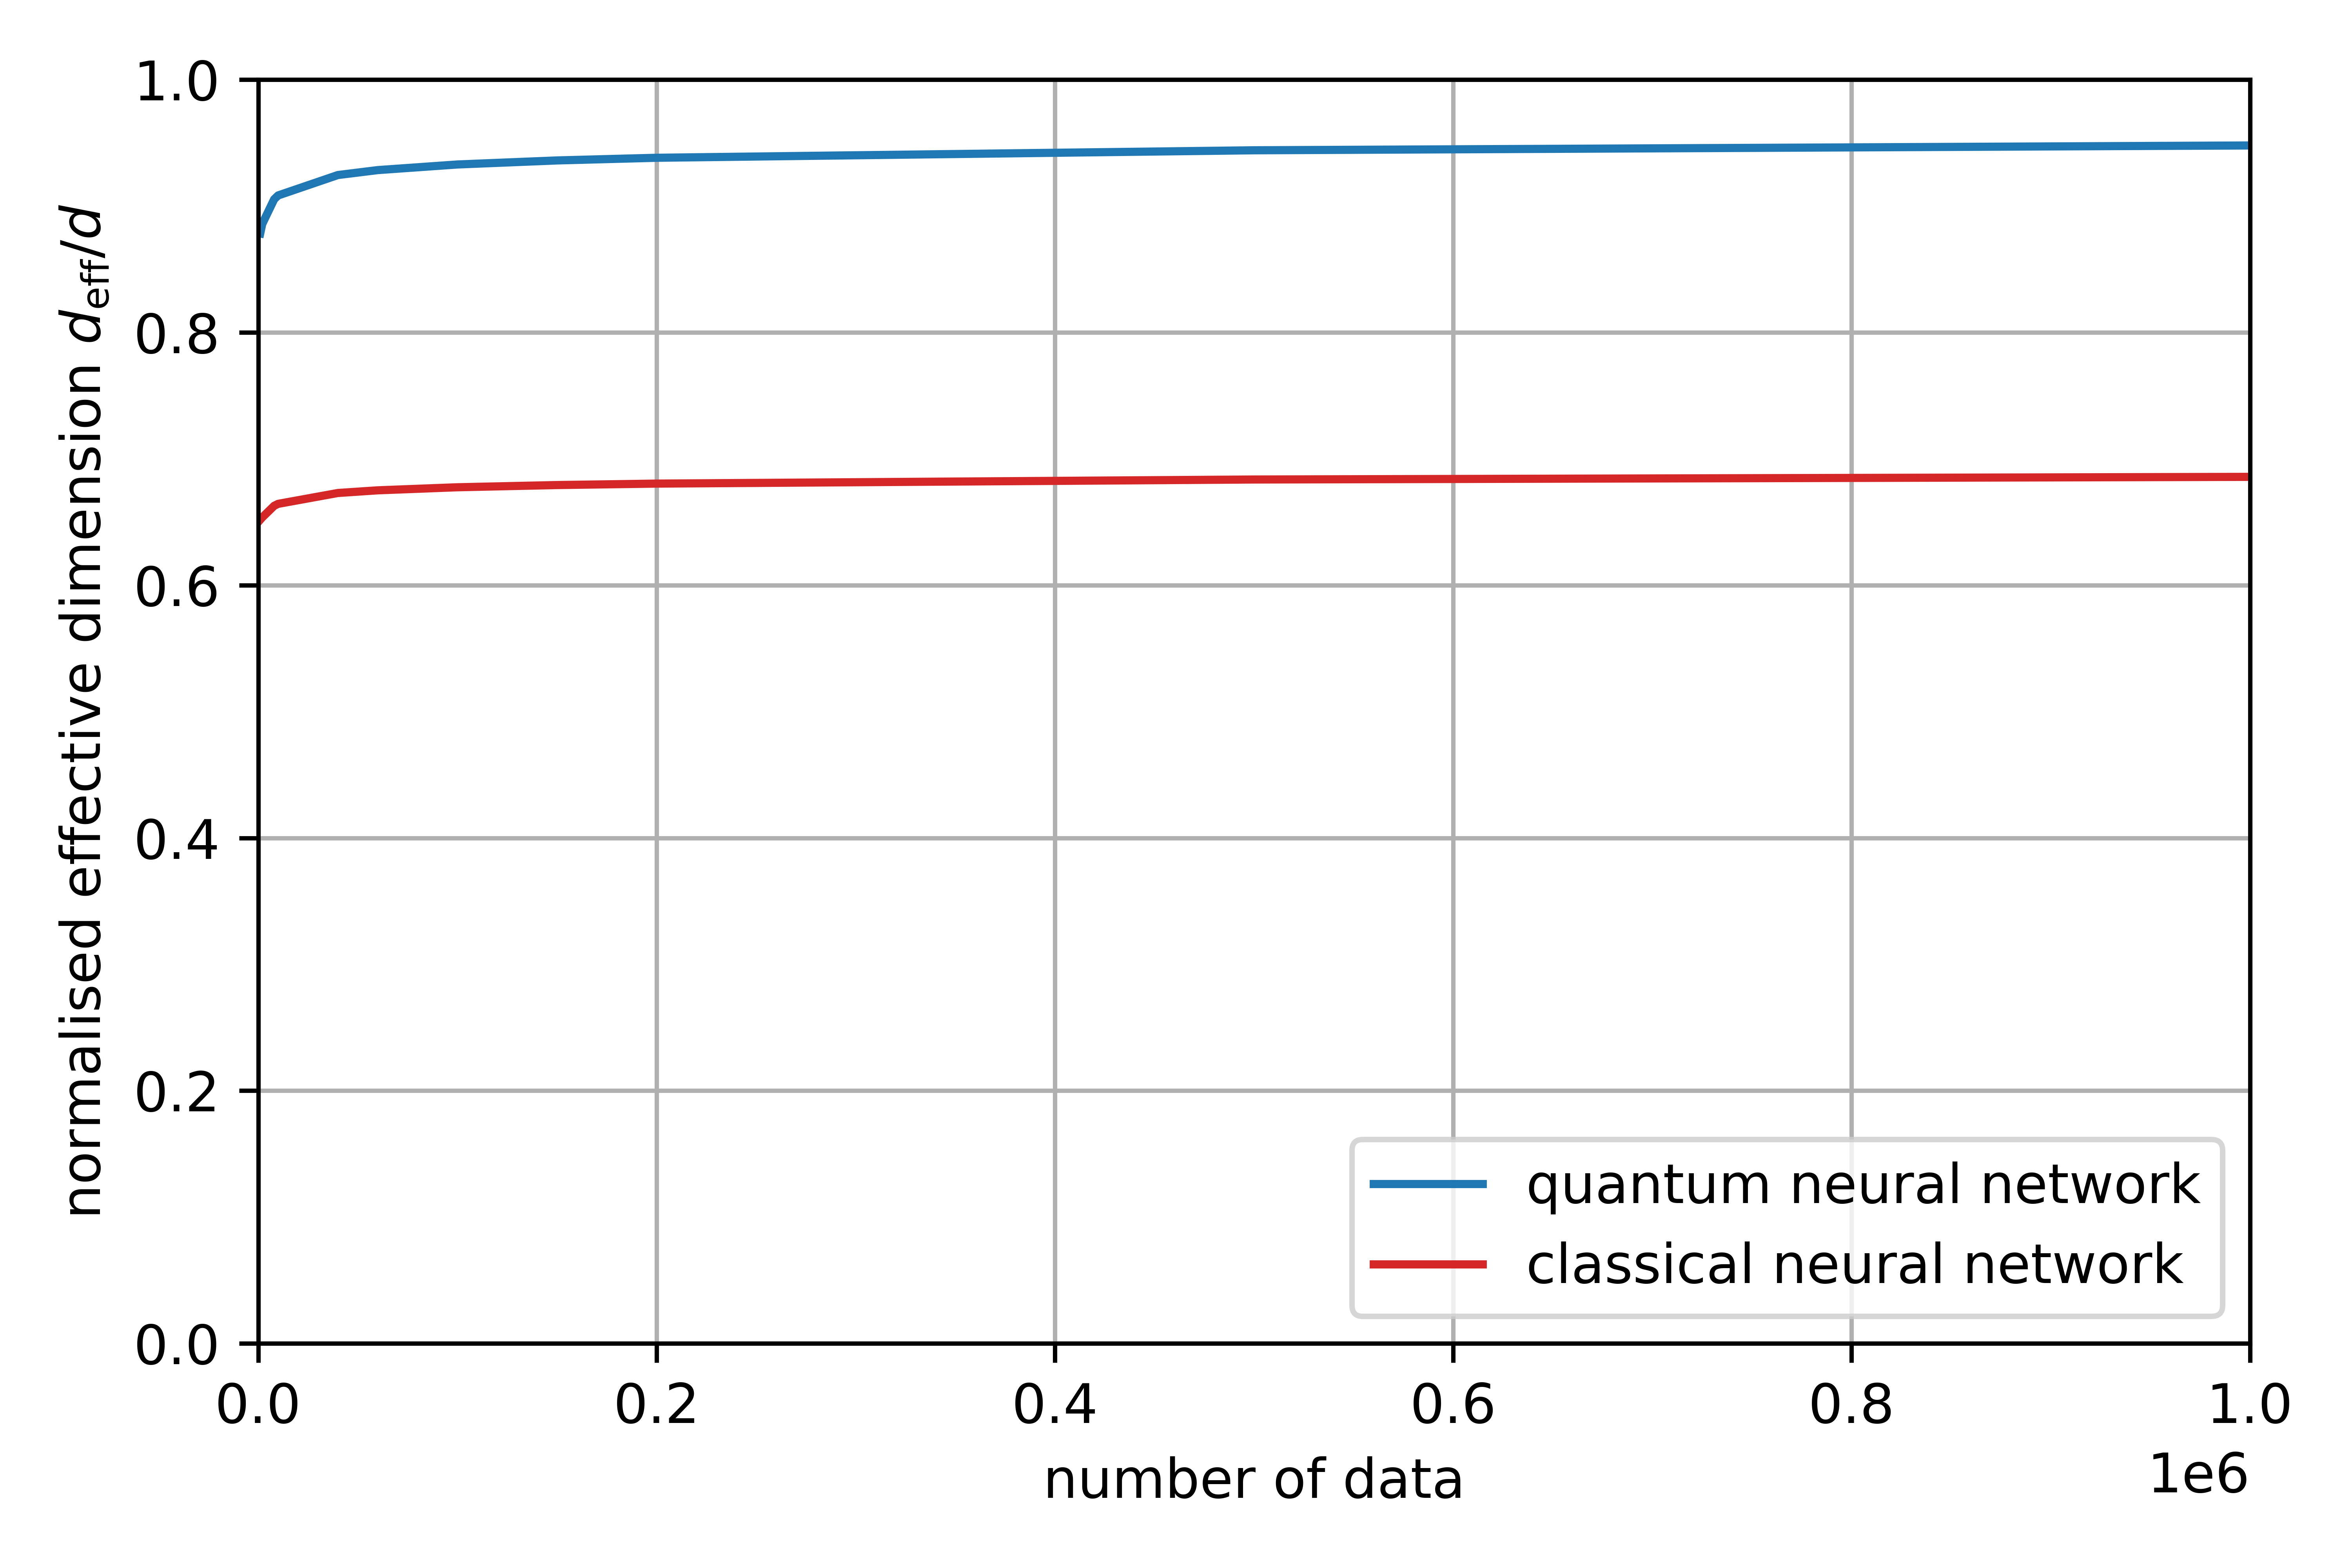 normalised effective dimension d_eff/d
1.0
0.8
0.6
0.4
0.2
0.0
0.0 0.2 0.4 0.6 0.8 1.0
1e6
number of data
quantum neural network
classical neural network